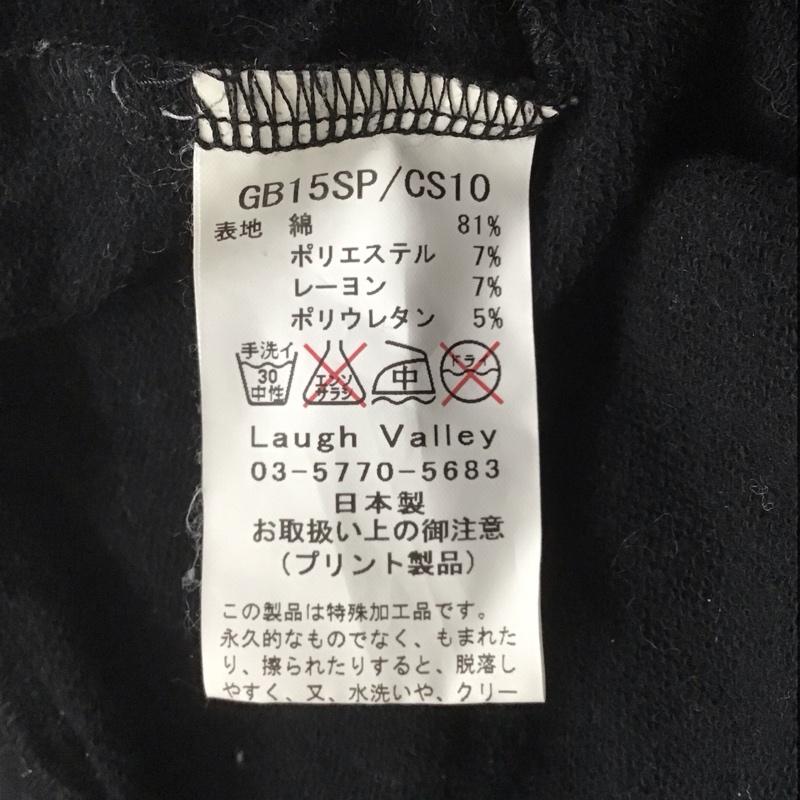 GB15SP/CS10
表地 綿 81%
ポリエステル 7%
レーヨン 7%
ポリウレタン 5%
手洗イ 30 中性 エンソサラシ 中 ドライ
Laugh Valley
03-5770-5683
日本製
お取扱い上の御注意
(プリント製品)
この製品は特殊加工品です。
永久的なものでなく、もまれた
り、擦られたりすると、脱落し
やすく、又、水洗いや、クリー